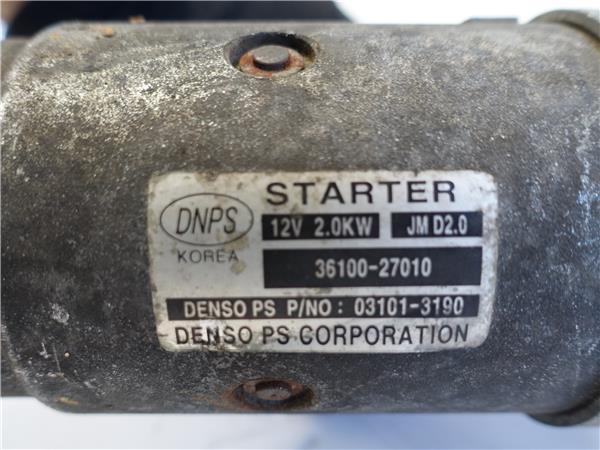 STARTER
DNPS
12V 2.0KW JM D2.0
KOREA
36100-27010
DENSO PS P/NO : 03101-3190
DENSO PS CORPORATION